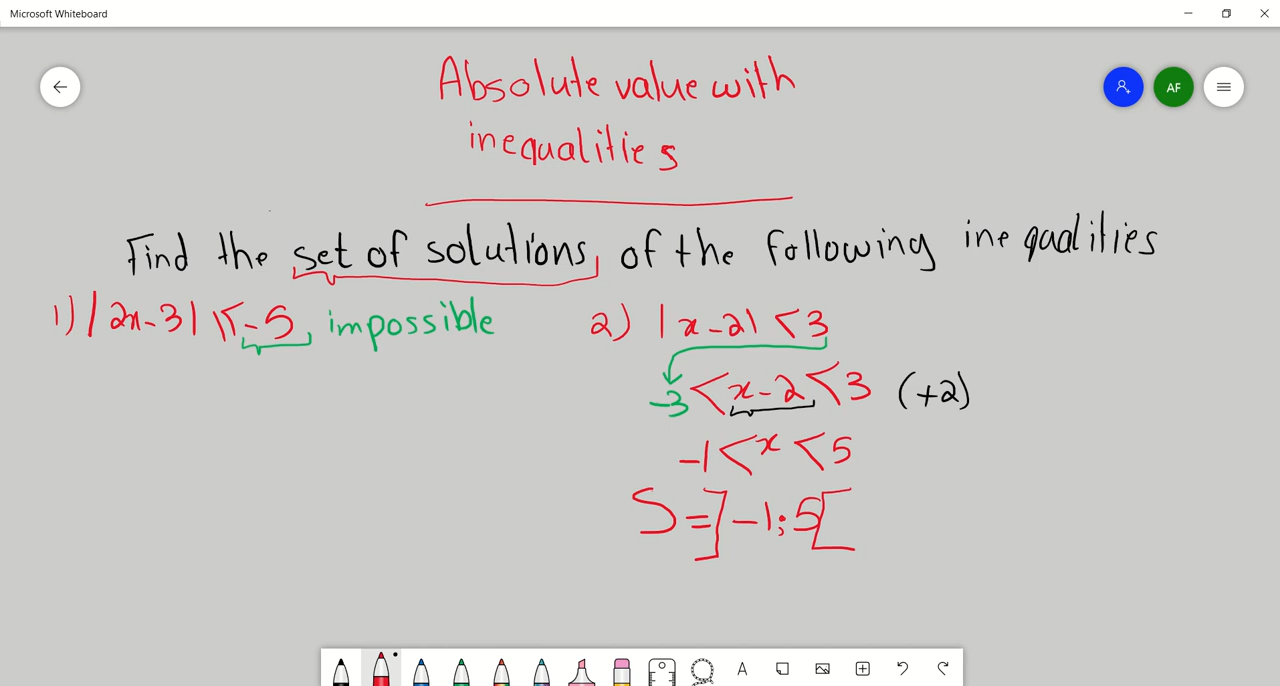 Microsoft Whiteboard
Absolute value with
inequalities
AF
Find the set of solutions of the following inequalities
1) |2x-3| < -5, impossible
2) |x-2| < 3
-3 < x-2 < 3 (+2)
-1 < x < 5
S = ]-1; 5[
A